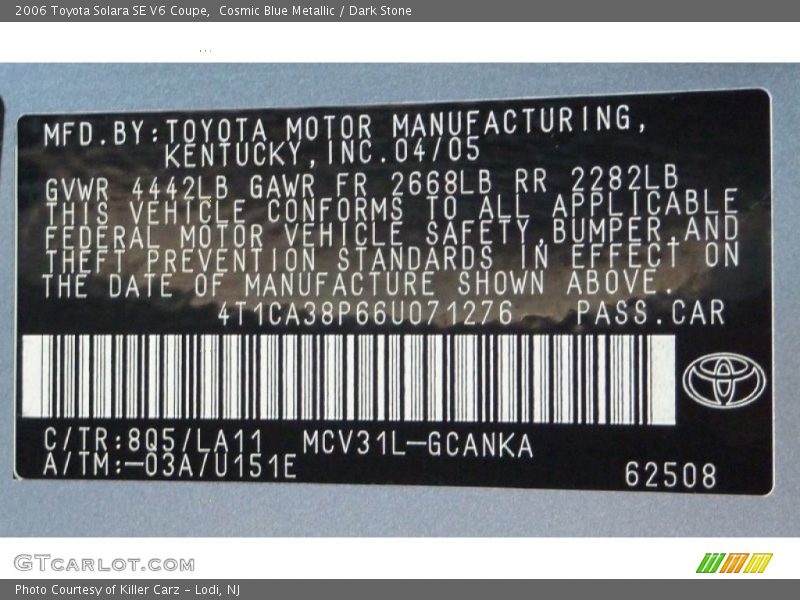 2006 Toyota Solara SE V6 Coupe,  Cosmic Blue Metallic / Dark Stone
MFD.BY:TOYOTA MOTOR MANUFACTURING,
KENTUCKY,INC.04/05
GVWR 4442LB GAWR FR 2668LB RR 2282LB
THIS VEHICLE CONFORMS TO ALL APPLICABLE
FEDERAL MOTOR VEHICLE SAFETY,BUMPER,AND
THEFT PREVENTION STANDARDS IN EFFECT ON
THE DATE OF MANUFACTURE SHOWN ABOVE.
4T1CA38P66U071276 PASS.CAR
C/TR:8Q5/LA11 MCV31L-GCANKA
A/TM:-03A/U151E
62508
GTCARLOT.COM
Photo Courtesy of Killer Carz - Lodi, NJ